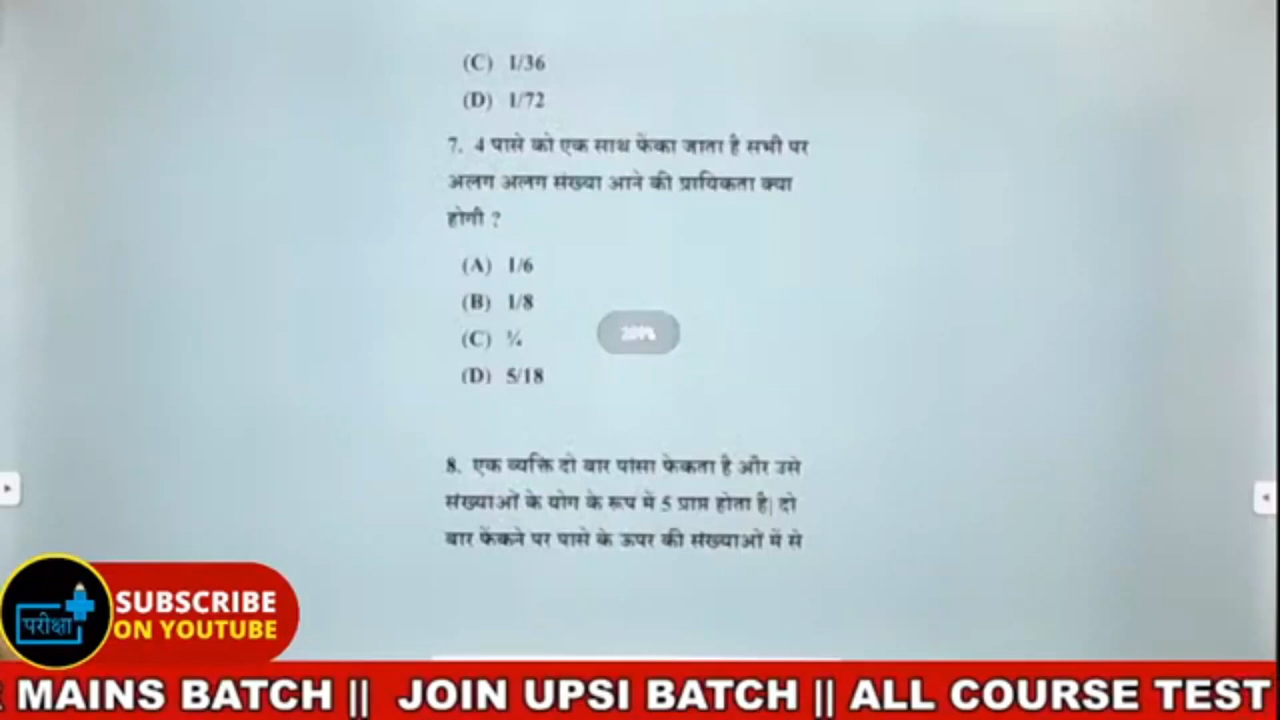 (C) 1/36
(D) 1/72
7. 4 पासे को एक साथ फेंका जाता है सभी पर
अलग अलग संख्या आने की प्रायिकता क्या
होगी ?
(A) 1/6
(B) 1/8
(C) ¼
(D) 5/18
8. एक व्यक्ति दो बार पांसा फेकता है और उसे
संख्याओं के योग के रूप में 5 प्राप्त होता है| दो
बार फेंकने पर पासे के ऊपर की संख्याओं में से
परीक्षा
SUBSCRIBE
ON YOUTUBE
MAINS BATCH || JOIN UPSI BATCH || ALL COURSE TEST